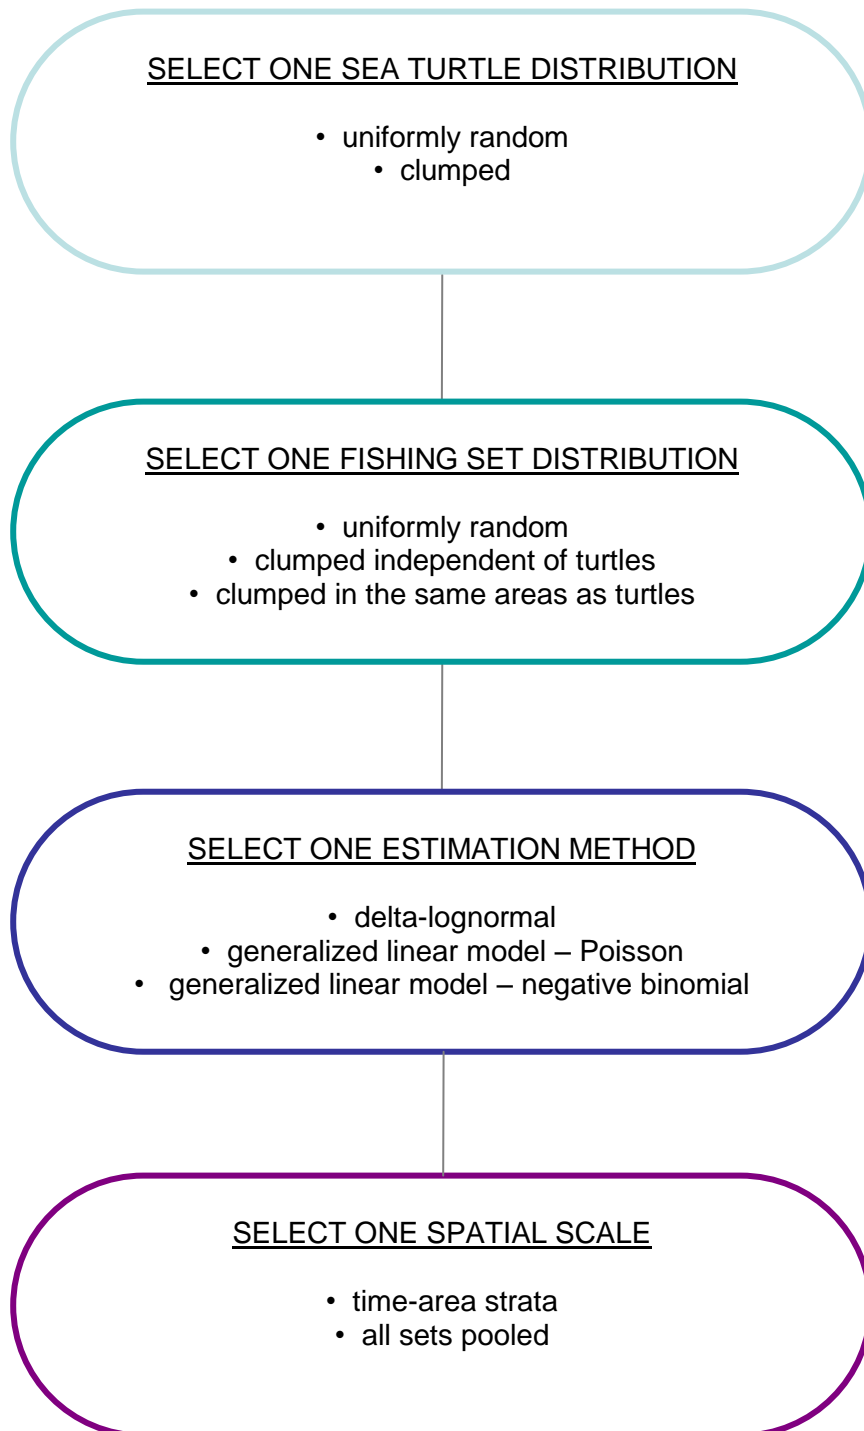 SELECT ONE SEA TURTLE DISTRIBUTION
• uniformly random
• clumped
SELECT ONE FISHING SET DISTRIBUTION
• uniformly random
• clumped independent of turtles
• clumped in the same areas as turtles
SELECT ONE ESTIMATION METHOD
• delta-lognormal
• generalized linear model – Poisson
• generalized linear model – negative binomial
SELECT ONE SPATIAL SCALE
• time-area strata
• all sets pooled